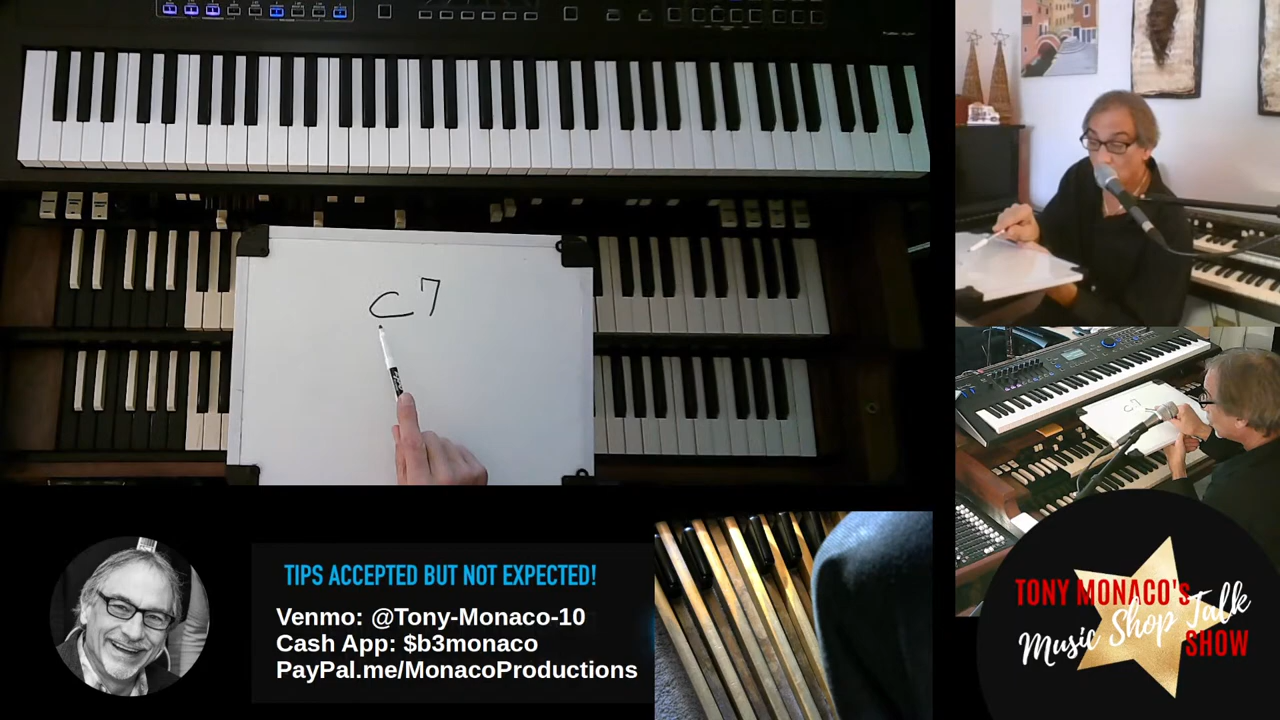 C7
TIPS ACCEPTED BUT NOT EXPECTED!
Venmo: @Tony-Monaco-10
Cash App: $b3monaco
PayPal.me/MonacoProductions
C7
TONY MONACO's
Music Shop Talk
SHOW